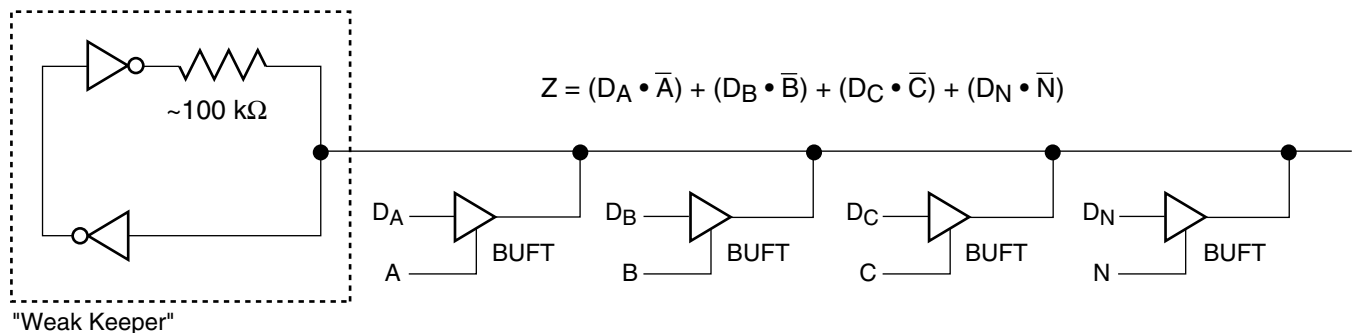 ~100 kΩ
Z = (D_A • A̅) + (D_B • B̅) + (D_C • C̅) + (D_N • N̅)
D_A
BUFT
A
D_B
BUFT
B
D_C
BUFT
C
D_N
BUFT
N
"Weak Keeper"